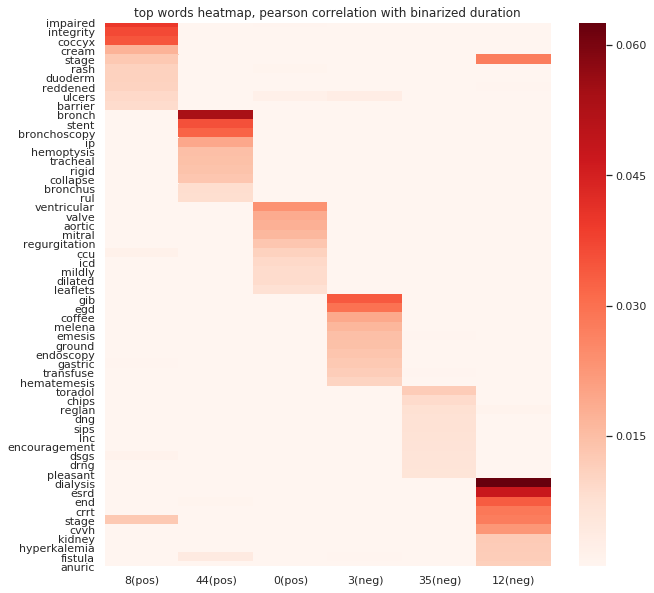 top words heatmap, pearson correlation with binarized duration
impaired
integrity
coccyx
cream
stage
rash
duoderm
reddened
ulcers
barrier
bronch
stent
bronchoscopy
ip
hemoptysis
tracheal
rigid
collapse
bronchus
rul
ventricular
valve
aortic
mitral
regurgitation
ccu
icd
mildly
dilated
leaflets
gib
egd
coffee
melena
emesis
ground
endoscopy
gastric
transfuse
hematemesis
toradol
chips
reglan
dng
sips
lnc
encouragement
dsgs
drng
pleasant
dialysis
esrd
end
crrt
stage
cvvh
kidney
hyperkalemia
fistula
anuric
8(pos) 44(pos) 0(pos) 3(neg) 35(neg) 12(neg)
0.060
0.045
0.030
0.015